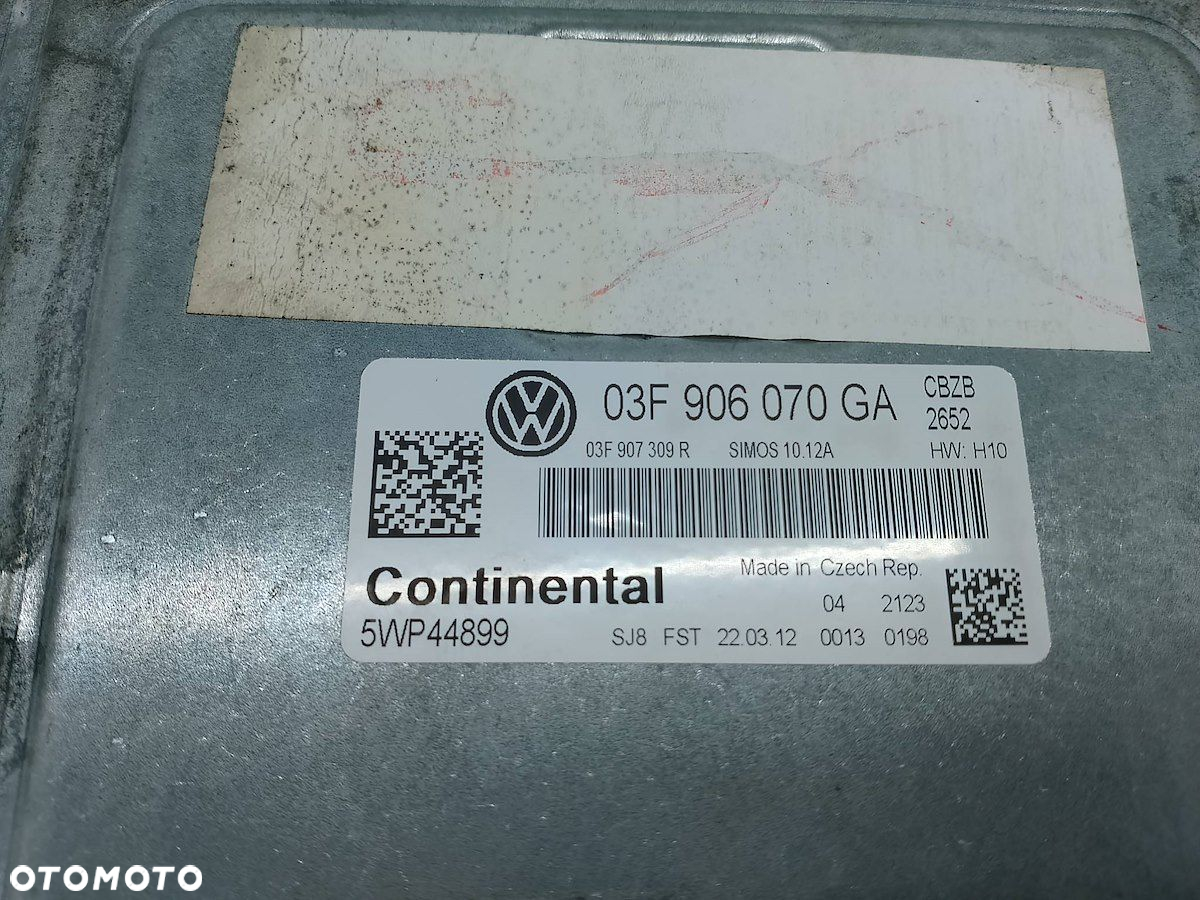 03F 906 070 GA
CBZB
2652
03F 907 309 R SIMOS 10.12A HW: H10
Made in Czech Rep.
Continental
04 2123
5WP44899
SJ8 FST 22.03.12 0013 0198
OTOMOTO